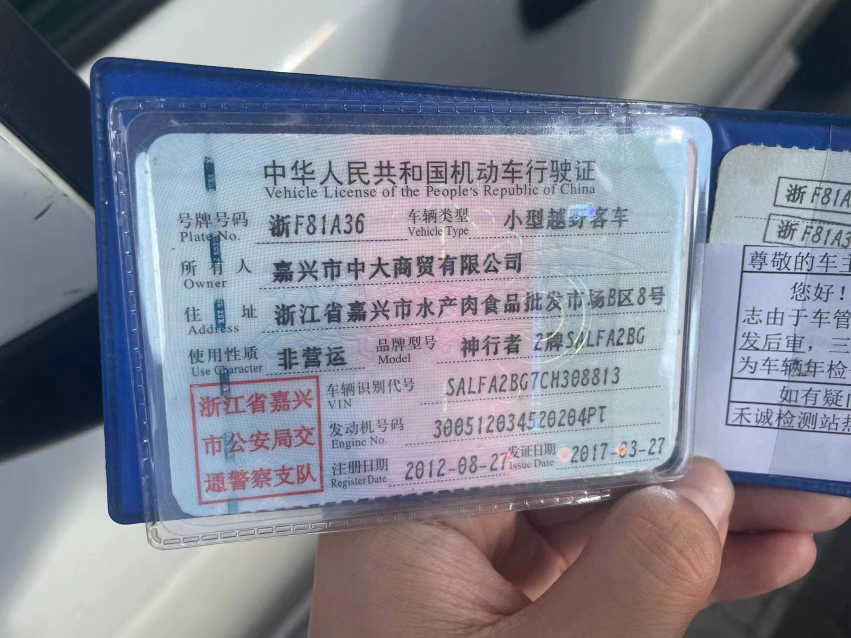 中华人民共和国机动车行驶证
Vehicle License of the People's Republic of China
号牌号码 浙F81A36 车辆类型 小型越野客车
Plate No. Vehicle Type
所有人 嘉兴市中大商贸有限公司
Owner
住址 浙江省嘉兴市水产肉食品批发市场B区8号
Address
使用性质 非营运 品牌型号 神行者 2牌SALFA2BG
Use Character Model
浙江省嘉兴
市公安局交
通警察支队
车辆识别代号 SALFA2BG7CH308813
VIN
发动机号码 300512034520204PT
Engine No.
注册日期 2012-08-27 发证日期 2017-03-27
Register Date Issue Date
浙F81A
浙F81A3
尊敬的车主
您好！
志由于车管
发后审，三
为车辆年检
如有疑
禾诚检测站